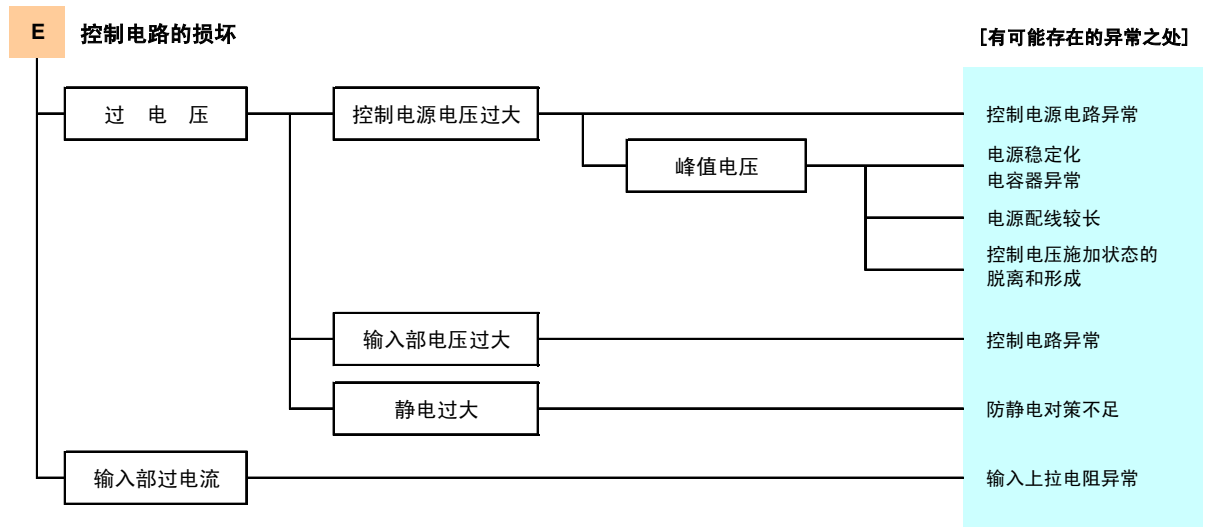 E
控制电路的损坏
[有可能存在的异常之处]
过 电 压
控制电源电压过大
控制电源电路异常
峰值电压
电源稳定化
电容器异常
电源配线较长
控制电压施加状态的
脱离和形成
输入部电压过大
控制电路异常
静电过大
防静电对策不足
输入部过电流
输入上拉电阻异常